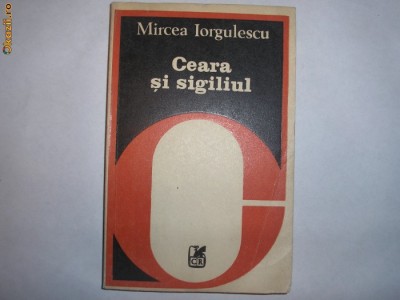 Mircea Iorgulescu
Ceara
și sigiliul
CR